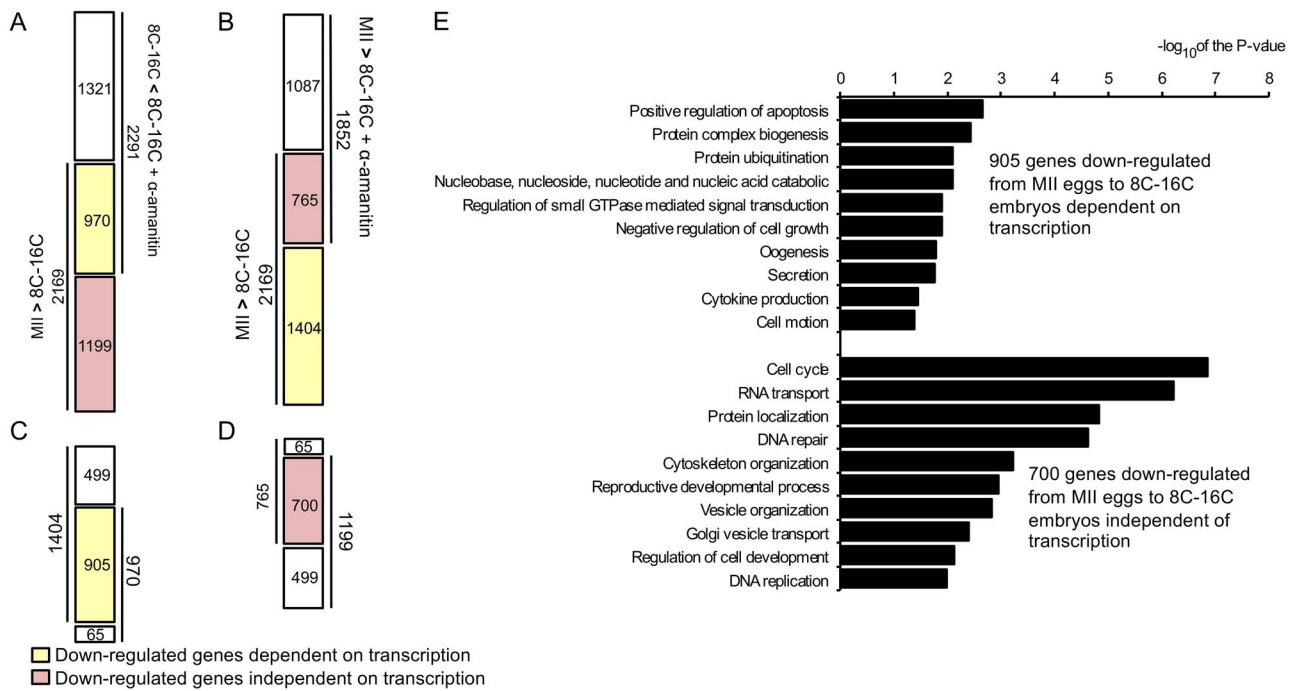 A
8C-16C < 8C-16C + α-amanitin
2291
1321
970
1199
MII > 8C-16C
2169
B
MII > 8C-16C + α-amanitin
1852
1087
765
1404
MII > 8C-16C
2169
C
499
905
65
1404
970
D
65
700
499
765
1199
Down-regulated genes dependent on transcription
Down-regulated genes independent on transcription
E
-log10of the P-value
0 1 2 3 4 5 6 7 8
Positive regulation of apoptosis
Protein complex biogenesis
Protein ubiquitination
Nucleobase, nucleoside, nucleotide and nucleic acid catabolic
Regulation of small GTPase mediated signal transduction
Negative regulation of cell growth
Oogenesis
Secretion
Cytokine production
Cell motion
905 genes down-regulated
from MII eggs to 8C-16C
embryos dependent on
transcription
Cell cycle
RNA transport
Protein localization
DNA repair
Cytoskeleton organization
Reproductive developmental process
Vesicle organization
Golgi vesicle transport
Regulation of cell development
DNA replication
700 genes down-regulated
from MII eggs to 8C-16C
embryos independent of
transcription